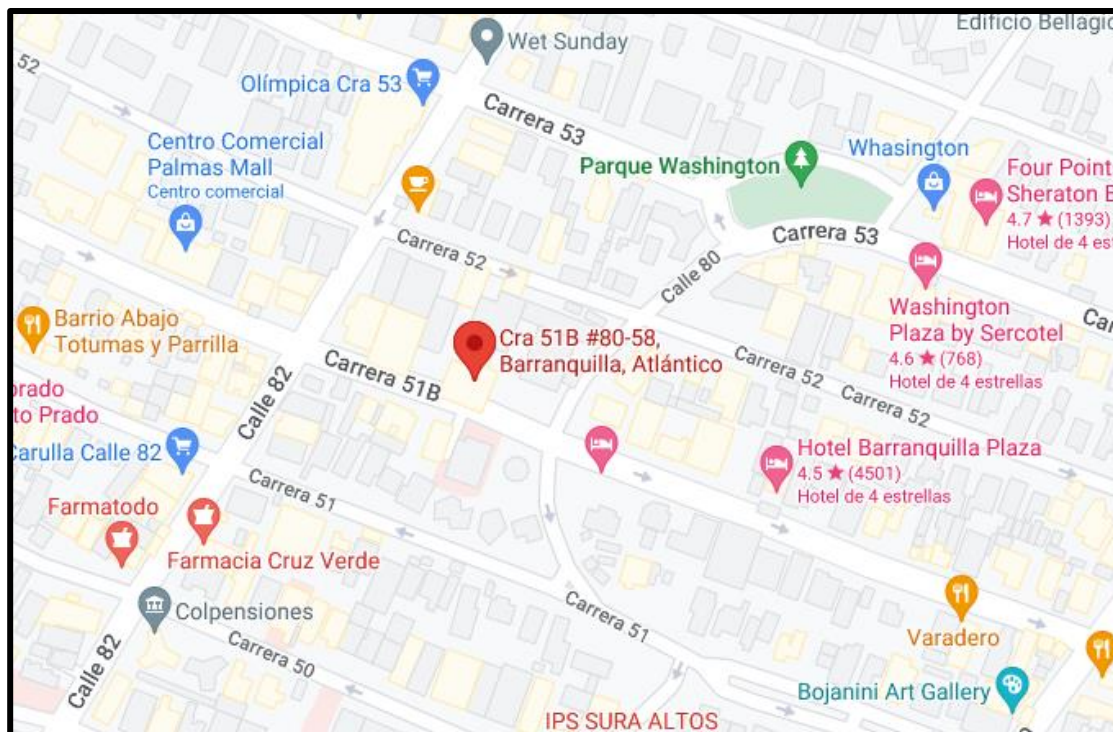 Edificio Bellagio
Wet Sunday
52
Olímpica Cra 53
Carrera 53
Centro Comercial
Palmas Mall
Centro comercial
Parque Washington
Whasington
Four Point
Sheraton B
4.7 ★ (1393)
Hotel de 4 est
Carrera 53
Carrera 52
Calle 80
Washington
Plaza by Sercotel
4.6 ★ (768)
Hotel de 4 estrellas
Car
Barrio Abajo
Totumas y Parrilla
Cra 51B #80-58,
Barranquilla, Atlántico
Carrera 51B
Calle 82
Carrera 52
Carrera 52
orado
to Prado
Carulla Calle 82
Hotel Barranquilla Plaza
4.5 ★ (4501)
Hotel de 4 estrellas
Carrera 51
Farmatodo
Farmacia Cruz Verde
Colpensiones
Carrera 51
Varadero
Calle 82
Carrera 50
Bojanini Art Gallery
IPS SURA ALTOS